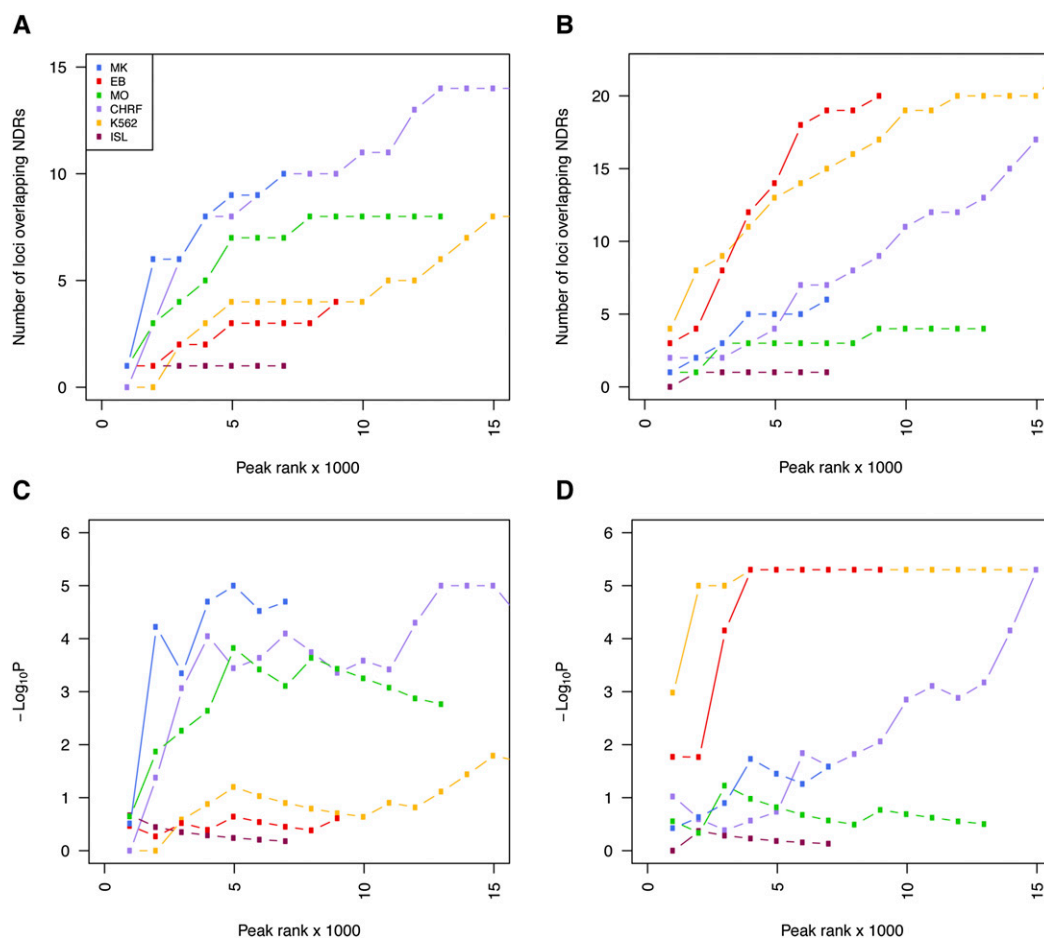 A
Number of loci overlapping NDRs
15
10
5
0
MK
EB
MO
CHRF
K562
ISL
0
5
10
15
Peak rank x 1000
B
Number of loci overlapping NDRs
20
15
10
5
0
0
5
10
15
Peak rank x 1000
C
− Log₁₀P
6
5
4
3
2
1
0
0
5
10
15
Peak rank x 1000
D
− Log₁₀P
6
5
4
3
2
1
0
0
5
10
15
Peak rank x 1000